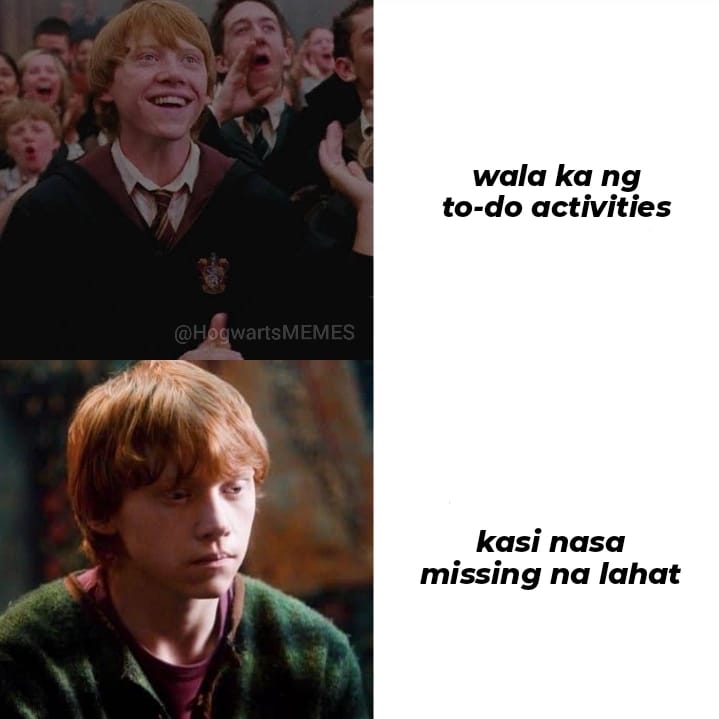 wala ka ng
to-do activities
@HogwartsMEMES
kasi nasa
missing na lahat